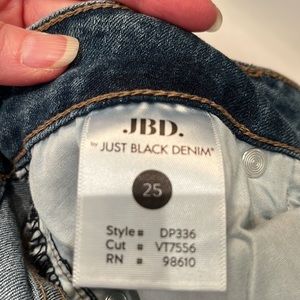 JBD.
by JUST BLACK DENIM®
25
Style # DP336
Cut # VT7556
RN # 98610